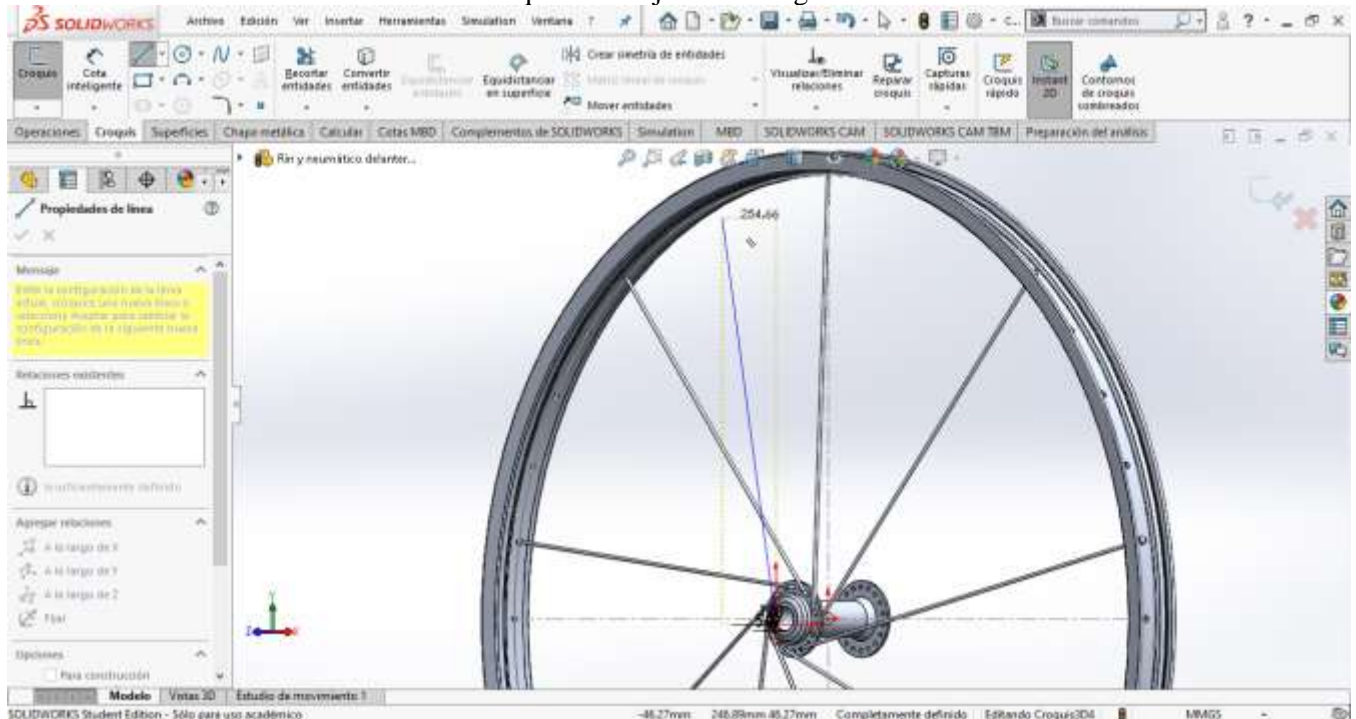 SOLIDWORKS Archivo Edición Ver Insertar Herramientas Simulation Ventana ?
Croquis Cota inteligente Recortar entidades Convertir entidades Equidistanciar en superficie Crear simetría de entidades Mover entidades Visualizar/Eliminar relaciones Reparar croquis Capturas rápidas Croquis rápido Instant 2D Contornos de croquis sombreados
Operaciones Croquis Superficies Chapa metálica Calcular Cotas MBD Complementos de SOLIDWORKS Simulation MBD SOLIDWORKS CAM SOLIDWORKS CAM TBM Preparación del análisis
Rin y neumático delanter...
Propiedades de línea
254.66
Mensaje
Relaciones existentes
Agregar relaciones
A lo largo de X
A lo largo de Y
A lo largo de Z
Fijar
Opciones
Para construcción
Modelo Vistas 3D Estudio de movimiento 1
SOLIDWORKS Student Edition - Sólo para uso académico
-46.27mm 246.89mm 46.27mm Completamente definido Editando Croquis3D4 MMGS